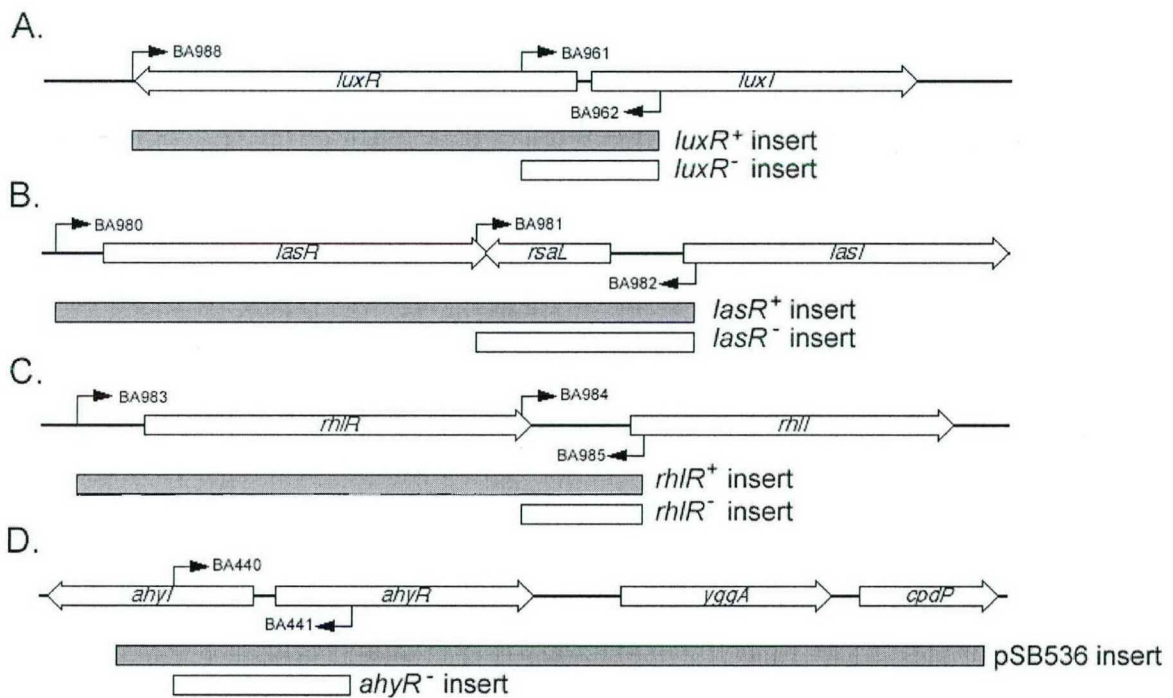 A.
BA988
BA961
luxR
luxI
BA962
luxR+ insert
luxR- insert
B.
BA980
BA981
lasR
rsaL
lasI
BA982
lasR+ insert
lasR- insert
C.
BA983
BA984
rhlR
rhlI
BA985
rhlR+ insert
rhlR- insert
D.
BA440
ahyI
ahyR
yggA
cpdP
BA441
pSB536 insert
ahyR- insert